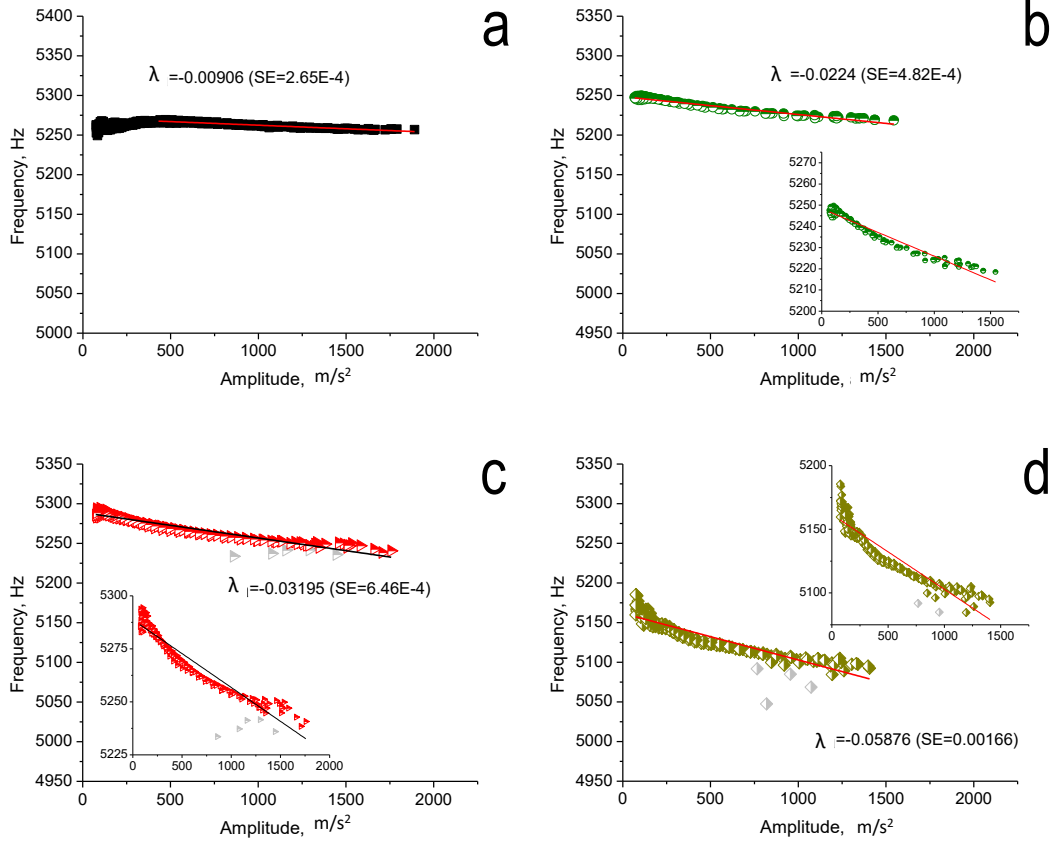 a
λ =-0.00906 (SE=2.65E-4)
5400
5350
5300
5250
5200
5150
5100
5050
5000
Frequency, Hz
0 500 1000 1500 2000
Amplitude, m/s²
b
λ =-0.0224 (SE=4.82E-4)
5350
5300
5250
5200
5150
5100
5050
5000
4950
Frequency, Hz
0 500 1000 1500 2000
Amplitude, m/s²
5270
5260
5250
5240
5230
5220
5210
5200
0 500 1000 1500
c
λ =-0.03195 (SE=6.46E-4)
5350
5300
5250
5200
5150
5100
5050
5000
4950
Frequency, Hz
0 500 1000 1500 2000
Amplitude, m/s²
5300
5275
5250
5225
0 500 1000 1500 2000
d
λ =-0.05876 (SE=0.00166)
5350
5300
5250
5200
5150
5100
5050
5000
4950
Frequency, Hz
0 500 1000 1500 2000
Amplitude, m/s²
5200
5150
5100
0 500 1000 1500